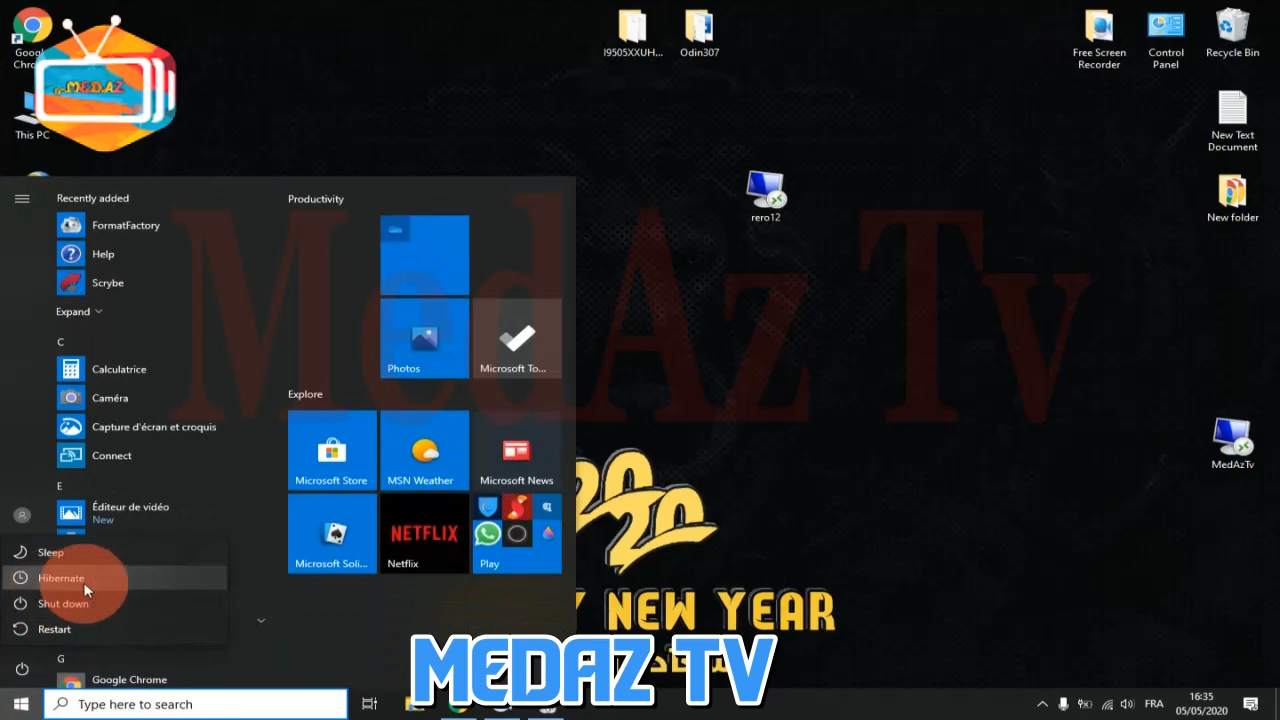 Goog
Chro
MED.AZ
This PC
I9505XXUH...
Odin307
Free Screen
Recorder
Control
Panel
Recycle Bin
New Text
Document
New folder
rero12
MedAzTv
MedAz Tv
Recently added
FormatFactory
Help
Scrybe
Expand
C
Calculatrice
Caméra
Capture d'écran et croquis
Connect
E
Éditeur de vidéo
New
Sleep
Hibernate
Shut down
Restart
G
Google Chrome
Productivity
Photos
Microsoft To...
Explore
Microsoft Store
MSN Weather
Microsoft News
Microsoft Soli...
NETFLIX
Netflix
Play
2020
Y NEW YEAR
MEDAZ TV
Type here to search
FRA
16:35
05/05/2020